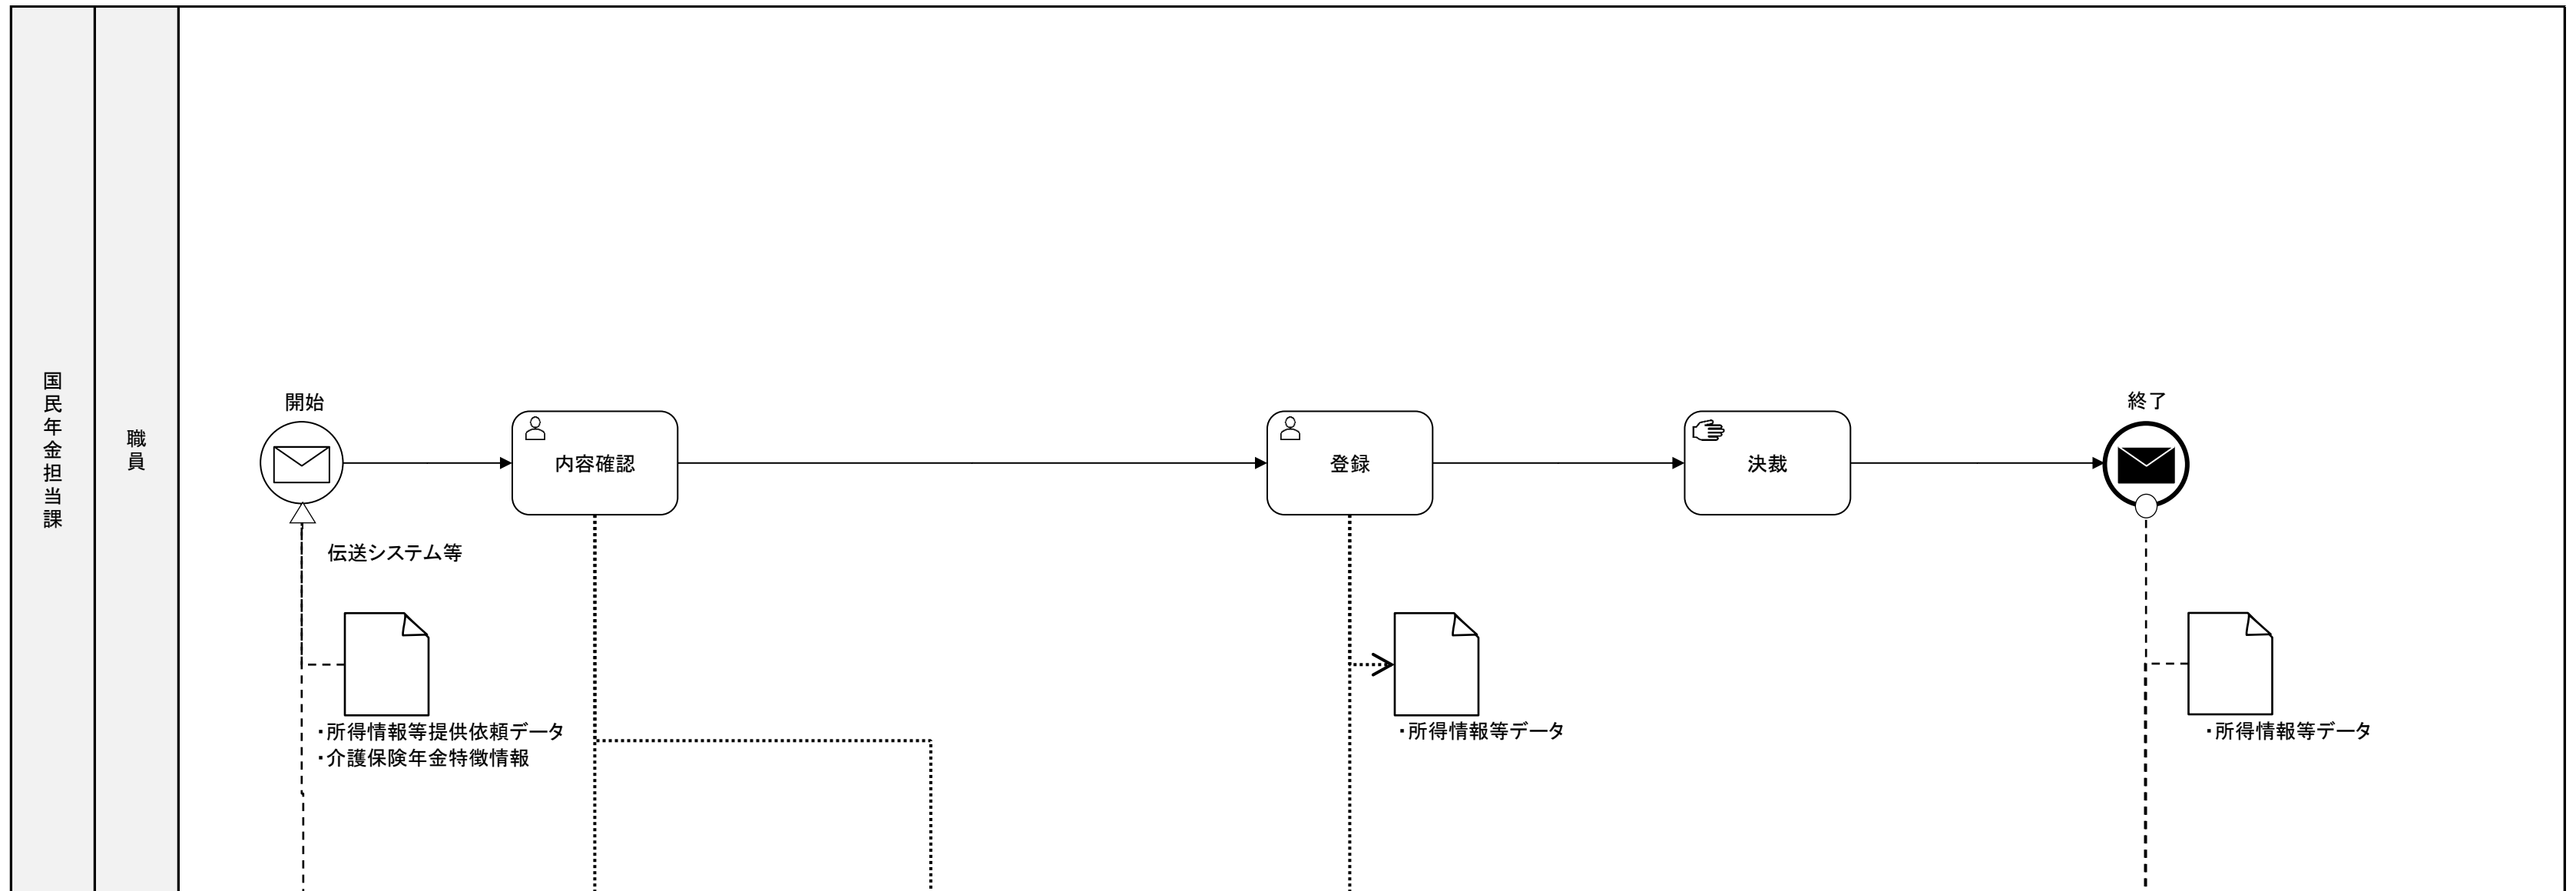 国民年金担当課
職員
開始
内容確認
登録
決裁
終了
伝送システム等
・所得情報等提供依頼データ
・介護保険年金特徴情報
・所得情報等データ
・所得情報等データ